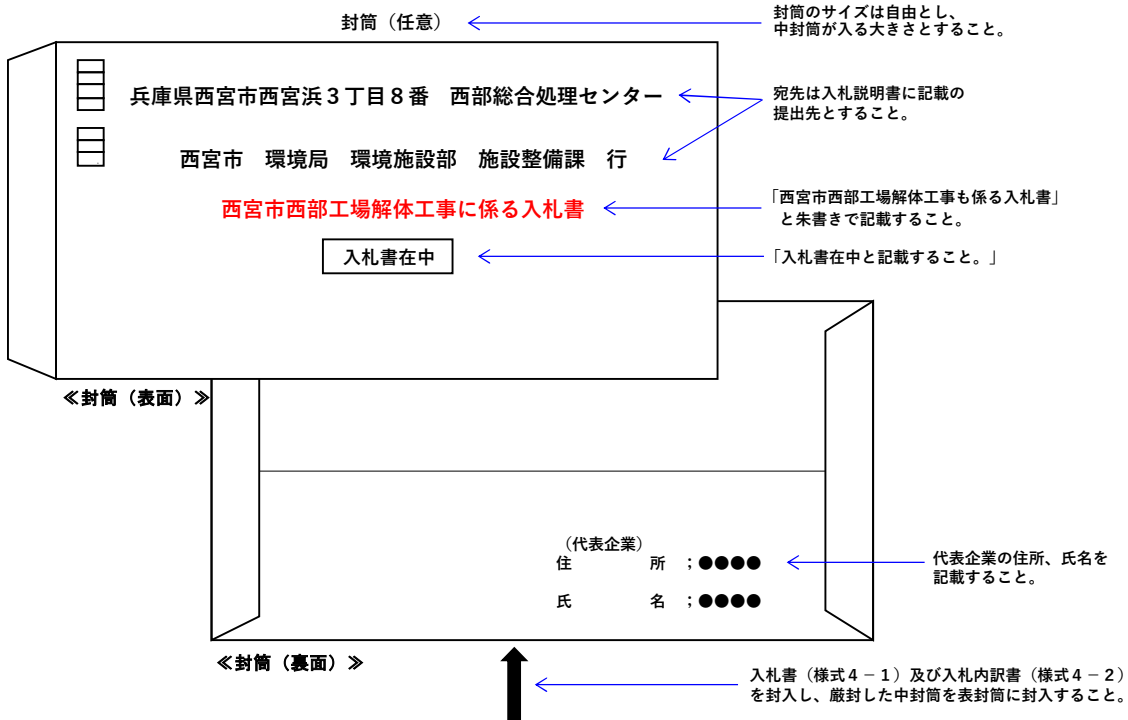 封筒（任意）
封筒のサイズは自由とし、
中封筒が入る大きさとすること。
兵庫県西宮市西宮浜３丁目８番　西部総合処理センター
宛先は入札説明書に記載の
提出先とすること。
西宮市　環境局　環境施設部　施設整備課　行
西宮市西部工場解体工事に係る入札書
「西宮市西部工場解体工事も係る入札書」
と朱書きで記載すること。
入札書在中
「入札書在中と記載すること。」
≪封筒（表面）≫
（代表企業）
住　　　　所　；●●●●
氏　　　　名　；●●●●
代表企業の住所、氏名を
記載すること。
≪封筒（裏面）≫
入札書（様式４－１）及び入札内訳書（様式４－２）
を封入し、厳封した中封筒を表封筒に封入すること。